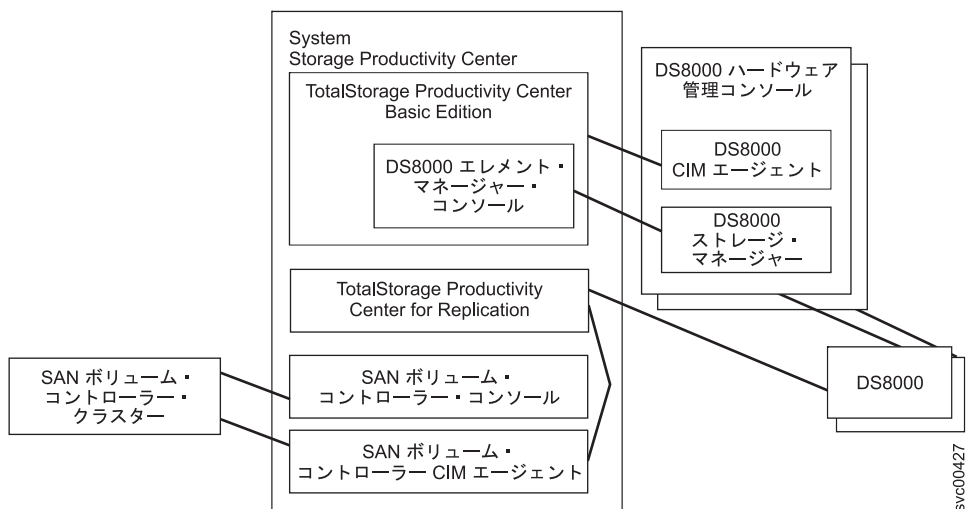 System
Storage Productivity Center
TotalStorage Productivity Center
Basic Edition
DS8000 エレメント・
マネージャー・
コンソール
TotalStorage Productivity
Center for Replication
SAN ボリューム・
コントローラー・コンソール
SAN ボリューム・
コントローラー CIM エージェント
SAN ボリューム・
コントローラー・
クラスター
DS8000 ハードウェア
管理コンソール
DS8000
CIM エージェント
DS8000
ストレージ・
マネージャー
DS8000
svc00427